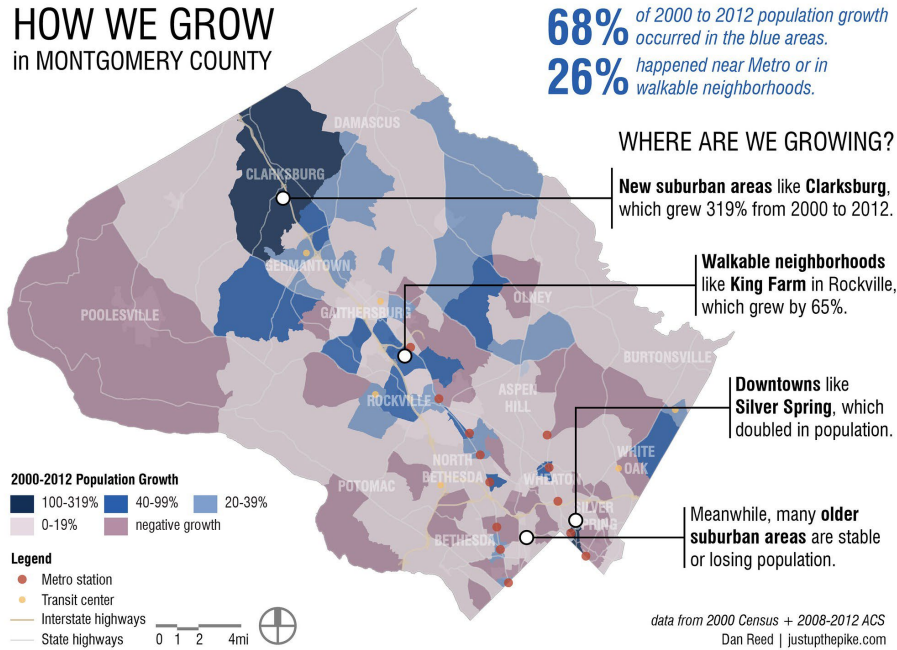 HOW WE GROW
in MONTGOMERY COUNTY
68% of 2000 to 2012 population growth
occurred in the blue areas.
26% happened near Metro or in
walkable neighborhoods.
WHERE ARE WE GROWING?
New suburban areas like Clarksburg,
which grew 319% from 2000 to 2012.
Walkable neighborhoods
like King Farm in Rockville,
which grew by 65%.
Downtowns like
Silver Spring, which
doubled in population.
Meanwhile, many older
suburban areas are stable
or losing population.
DAMASCUS
CLARKSBURG
GERMANTOWN
POOLESVILLE
OLNEY
GAITHERSBURG
BURTONSVILLE
ASPEN
HILL
ROCKVILLE
WHITE
OAK
NORTH
BETHESDA
WHEATON
POTOMAC
SILVER
SPRING
BETHESDA
2000-2012 Population Growth
100-319% 40-99% 20-39%
0-19% negative growth
Legend
Metro station
Transit center
Interstate highways
State highways
0 1 2 4mi
data from 2000 Census + 2008-2012 ACS
Dan Reed | justupthepike.com